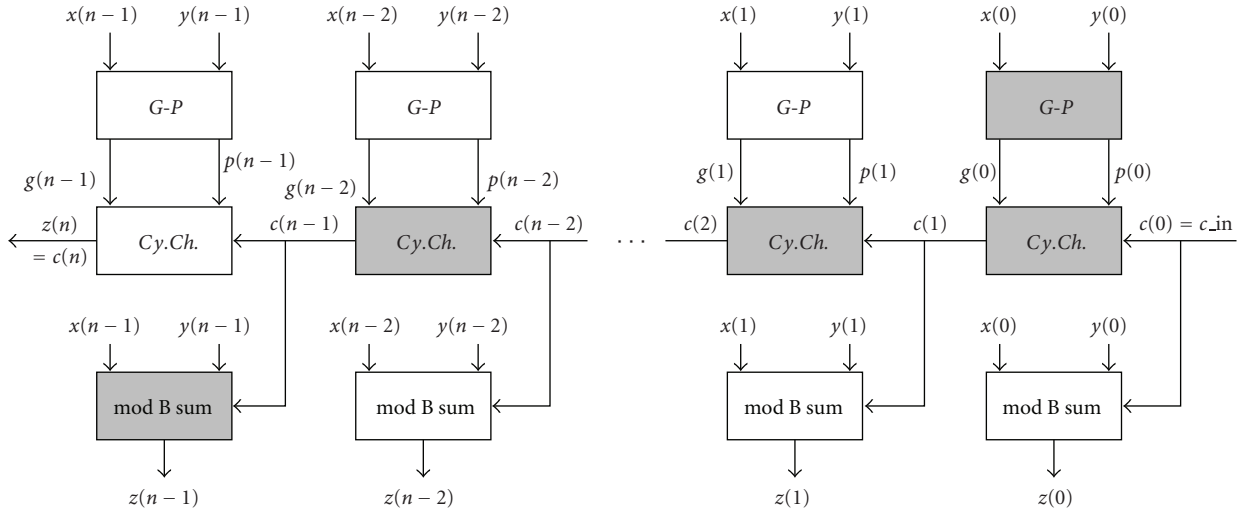 x(n − 1) y(n − 1) x(n − 2) y(n − 2) x(1) y(1) x(0) y(0)
G-P G-P G-P G-P
g(n − 1) p(n − 1) g(n − 2) p(n − 2) g(1) p(1) g(0) p(0)
z(n) Cy.Ch. c(n − 1) Cy.Ch. c(n − 2) · · · c(2) Cy.Ch. c(1) Cy.Ch. c(0) = c_in
= c(n)
x(n − 1) y(n − 1) x(n − 2) y(n − 2) x(1) y(1) x(0) y(0)
mod B sum mod B sum mod B sum mod B sum
z(n − 1) z(n − 2) z(1) z(0)